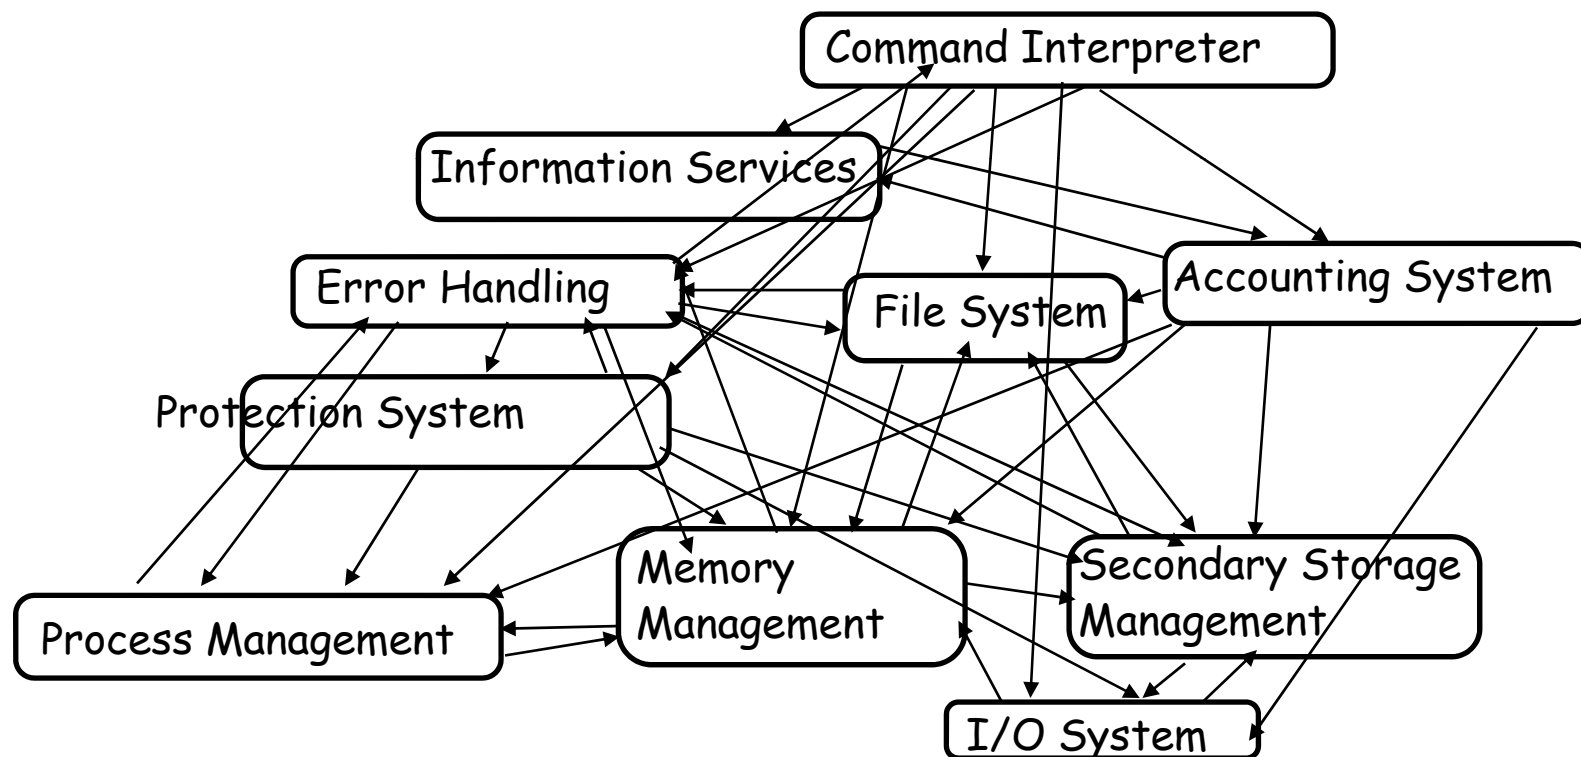 Command Interpreter
Information Services
Error Handling
Accounting System
File System
Protection System
Memory
Management
Secondary Storage
Management
Process Management
I/O System